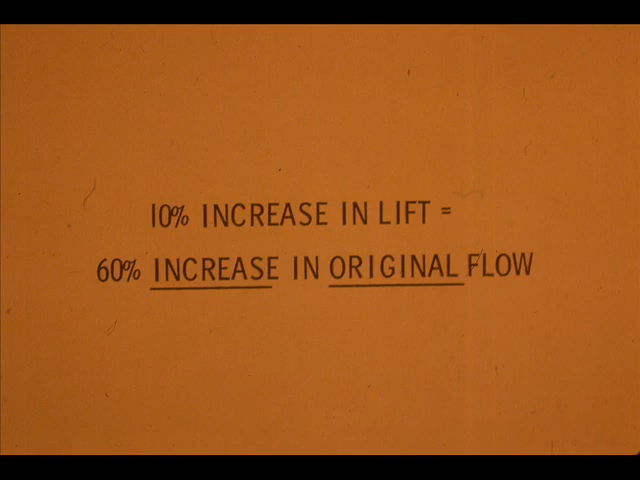 10% INCREASE IN LIFT =
60% INCREASE IN ORIGINAL FLOW